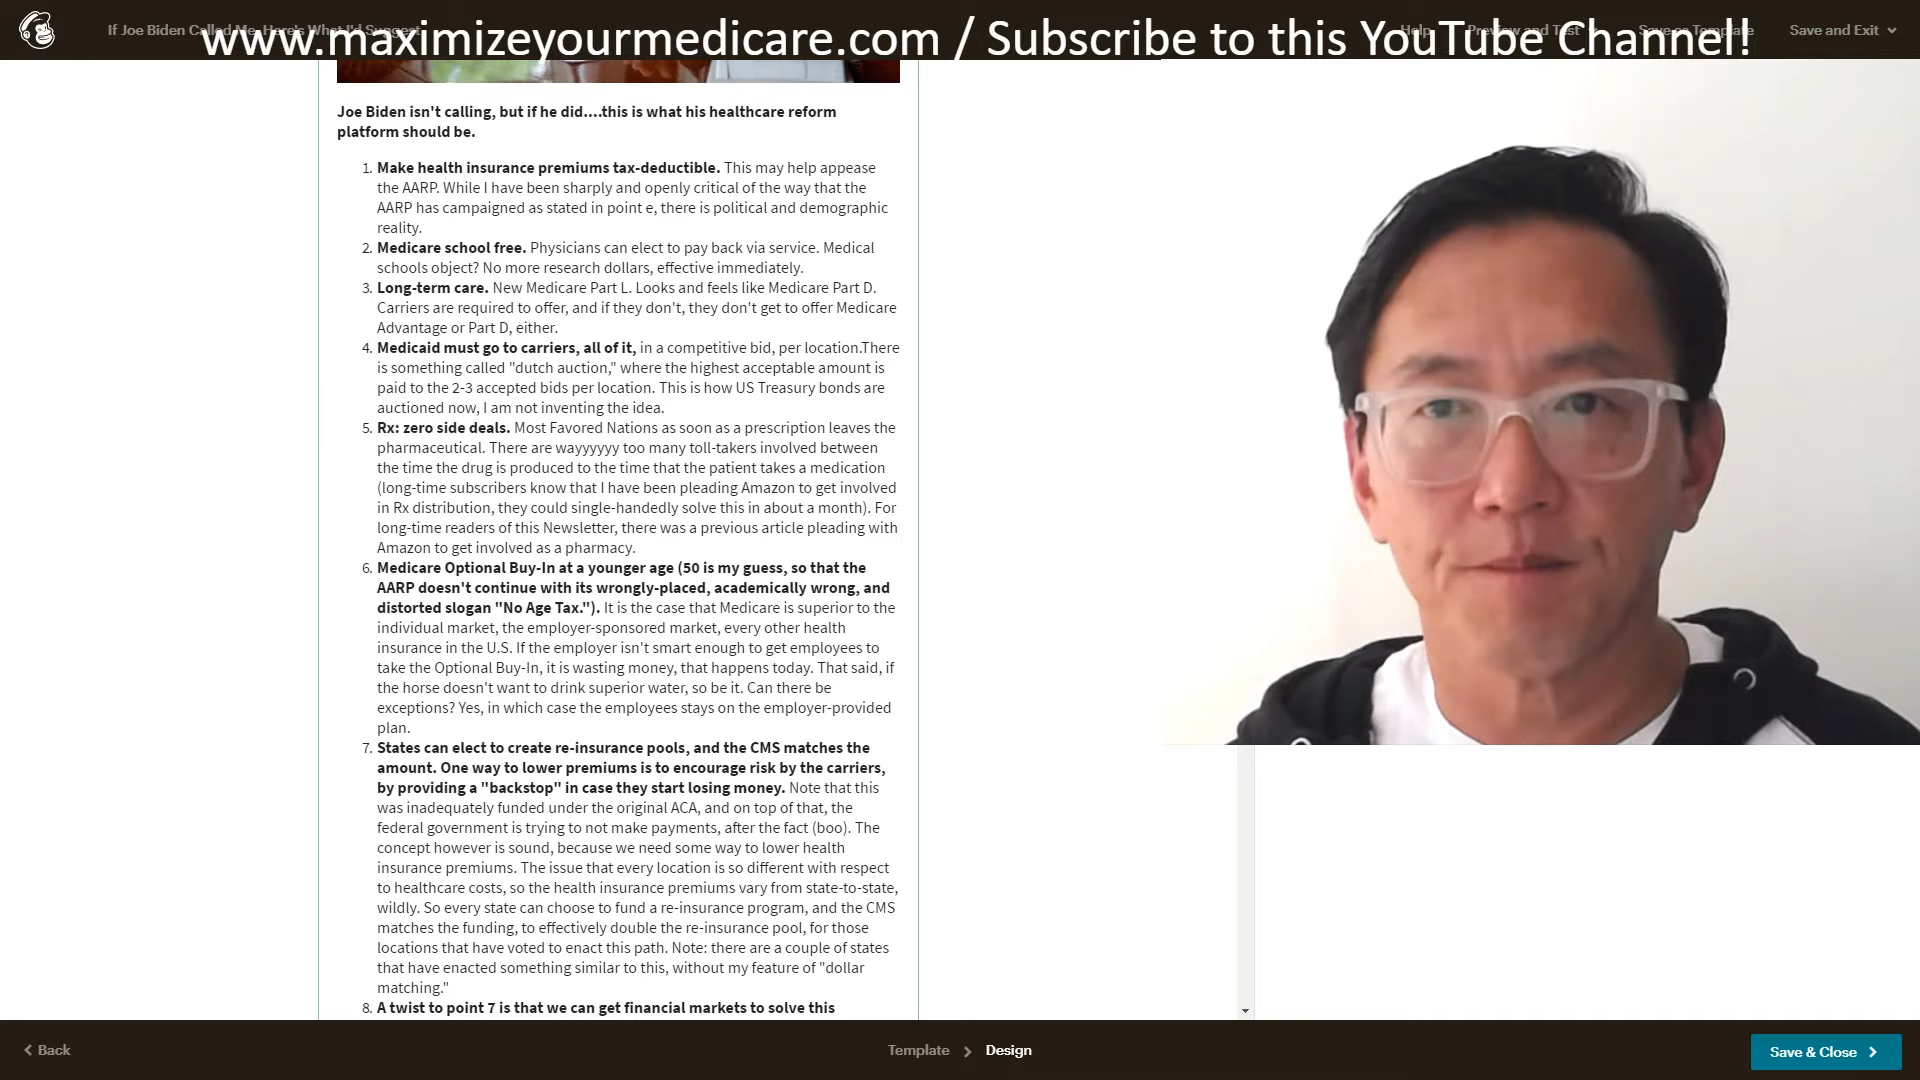 If Joe Biden Called Me, Here's What I'd Suggest
www.maximizeyourmedicare.com / Subscribe to this YouTube Channel!
Help
Preview and Test
Save as Template
Save and Exit
Joe Biden isn't calling, but if he did....this is what his healthcare reform
platform should be.
1. Make health insurance premiums tax-deductible. This may help appease
the AARP. While I have been sharply and openly critical of the way that the
AARP has campaigned as stated in point e, there is political and demographic
reality.
2. Medicare school free. Physicians can elect to pay back via service. Medical
schools object? No more research dollars, effective immediately.
3. Long-term care. New Medicare Part L. Looks and feels like Medicare Part D.
Carriers are required to offer, and if they don't, they don't get to offer Medicare
Advantage or Part D, either.
4. Medicaid must go to carriers, all of it, in a competitive bid, per location.There
is something called "dutch auction," where the highest acceptable amount is
paid to the 2-3 accepted bids per location. This is how US Treasury bonds are
auctioned now, I am not inventing the idea.
5. Rx: zero side deals. Most Favored Nations as soon as a prescription leaves the
pharmaceutical. There are wayyyyyy too many toll-takers involved between
the time the drug is produced to the time that the patient takes a medication
(long-time subscribers know that I have been pleading Amazon to get involved
in Rx distribution, they could single-handedly solve this in about a month). For
long-time readers of this Newsletter, there was a previous article pleading with
Amazon to get involved as a pharmacy.
6. Medicare Optional Buy-In at a younger age (50 is my guess, so that the
AARP doesn't continue with its wrongly-placed, academically wrong, and
distorted slogan "No Age Tax."). It is the case that Medicare is superior to the
individual market, the employer-sponsored market, every other health
insurance in the U.S. If the employer isn't smart enough to get employees to
take the Optional Buy-In, it is wasting money, that happens today. That said, if
the horse doesn't want to drink superior water, so be it. Can there be
exceptions? Yes, in which case the employees stays on the employer-provided
plan.
7. States can elect to create re-insurance pools, and the CMS matches the
amount. One way to lower premiums is to encourage risk by the carriers,
by providing a "backstop" in case they start losing money. Note that this
was inadequately funded under the original ACA, and on top of that, the
federal government is trying to not make payments, after the fact (boo). The
concept however is sound, because we need some way to lower health
insurance premiums. The issue that every location is so different with respect
to healthcare costs, so the health insurance premiums vary from state-to-state,
wildly. So every state can choose to fund a re-insurance program, and the CMS
matches the funding, to effectively double the re-insurance pool, for those
locations that have voted to enact this path. Note: there are a couple of states
that have enacted something similar to this, without my feature of "dollar
matching."
8. A twist to point 7 is that we can get financial markets to solve this
Back
Template
Design
Save & Close